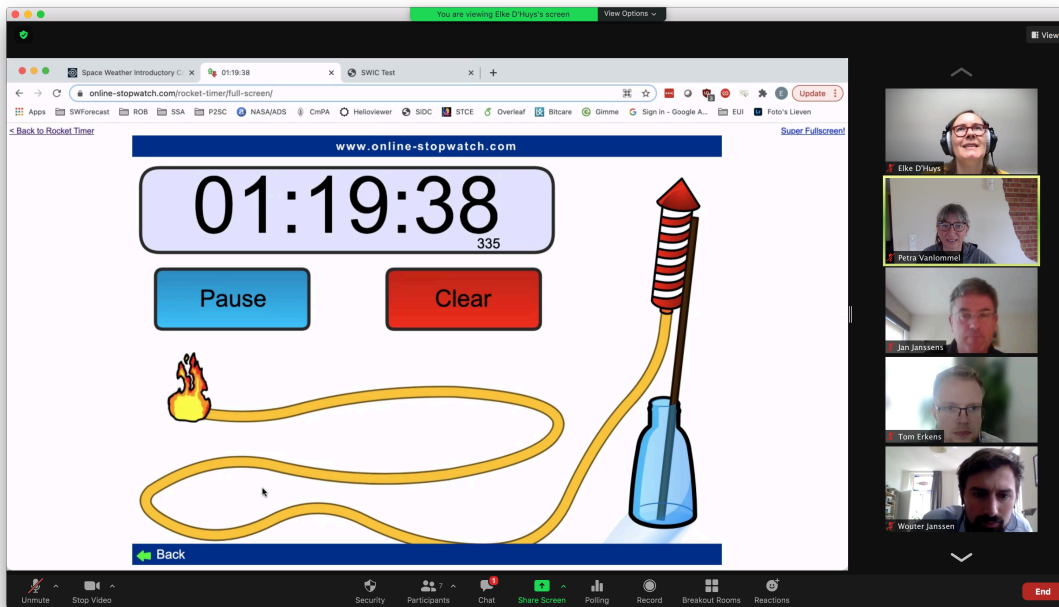 You are viewing Elke D'Huys's screen
View Options
View
Space Weather Introductory C
01:19:38
SWIC Test
online-stopwatch.com/rocket-timer/full-screen/
E
Update
Apps
SWForecast
ROB
SSA
P2SC
NASA/ADS
CmPA
Helioviewer
SIDC
STCE
Overleaf
Bitcare
Gimme
Sign in - Google A...
EUI
Foto's Lieven
< Back to Rocket Timer
Super Fullscreen!
www.online-stopwatch.com
01:19:38
335
Pause
Clear
Back
Elke D'Huys
Petra Vanlommel
Jan Janssens
Tom Erkens
Wouter Janssen
Unmute
Stop Video
Security
Participants
7
Chat
1
Share Screen
Polling
Record
Breakout Rooms
Reactions
End